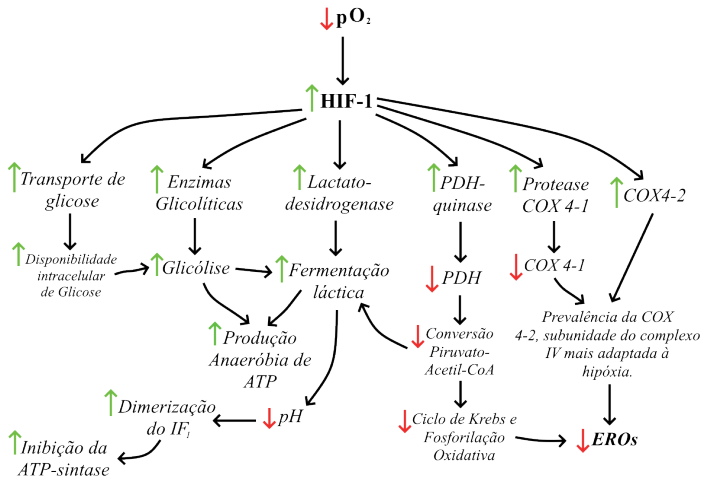 pO₂
HIF-1
Transporte de
glicose
Enzimas
Glicolíticas
Lactato-
desidrogenase
PDH-
quinase
Protease
COX 4-1
COX4-2
Disponibilidade
intracelular
de Glicose
Glicólise
Fermentação
láctica
PDH
COX 4-1
Produção
Anaeróbia de
ATP
Conversão
Piruvato-
Acetil-CoA
Prevalência da COX
4-2, subunidade do complexo
IV mais adaptada à
hipóxia.
Dimerização
do IF₁
pH
Ciclo de Krebs e
Fosforilação
Oxidativa
EROs
Inibição da
ATP-sintase